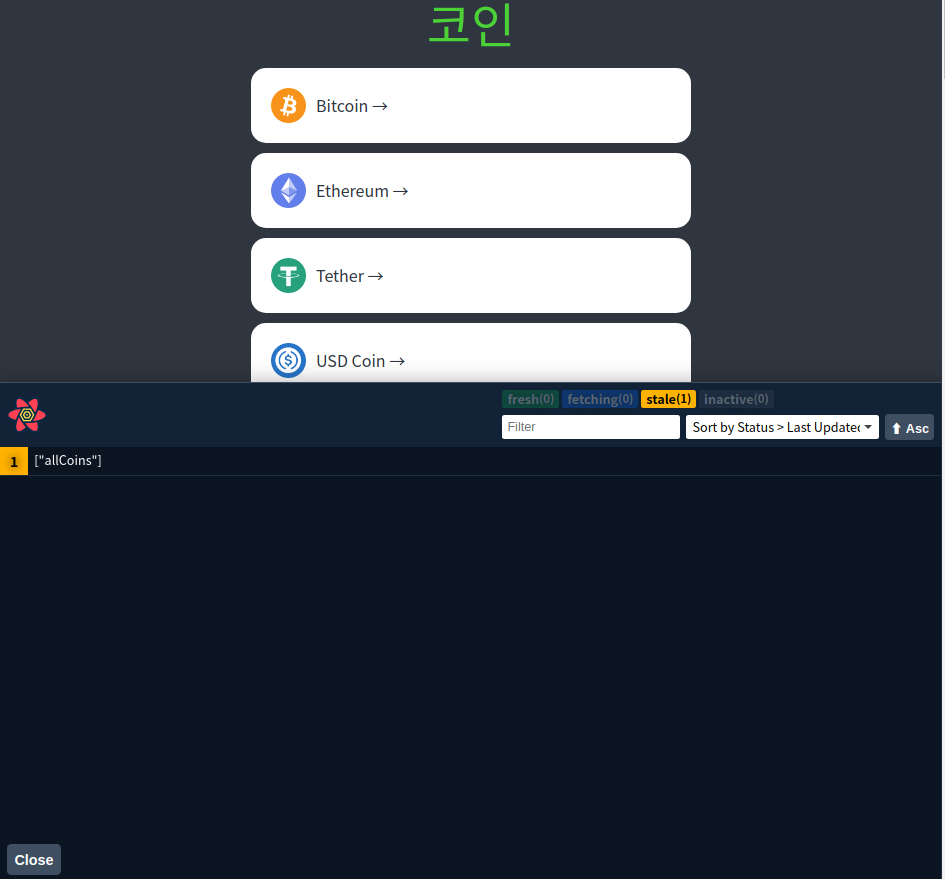 코인
Bitcoin →
Ethereum →
Tether →
USD Coin →
fresh(0) fetching(0) stale(1) inactive(0)
Filter Sort by Status > Last Updated ⬆ Asc
1 ["allCoins"]
Close